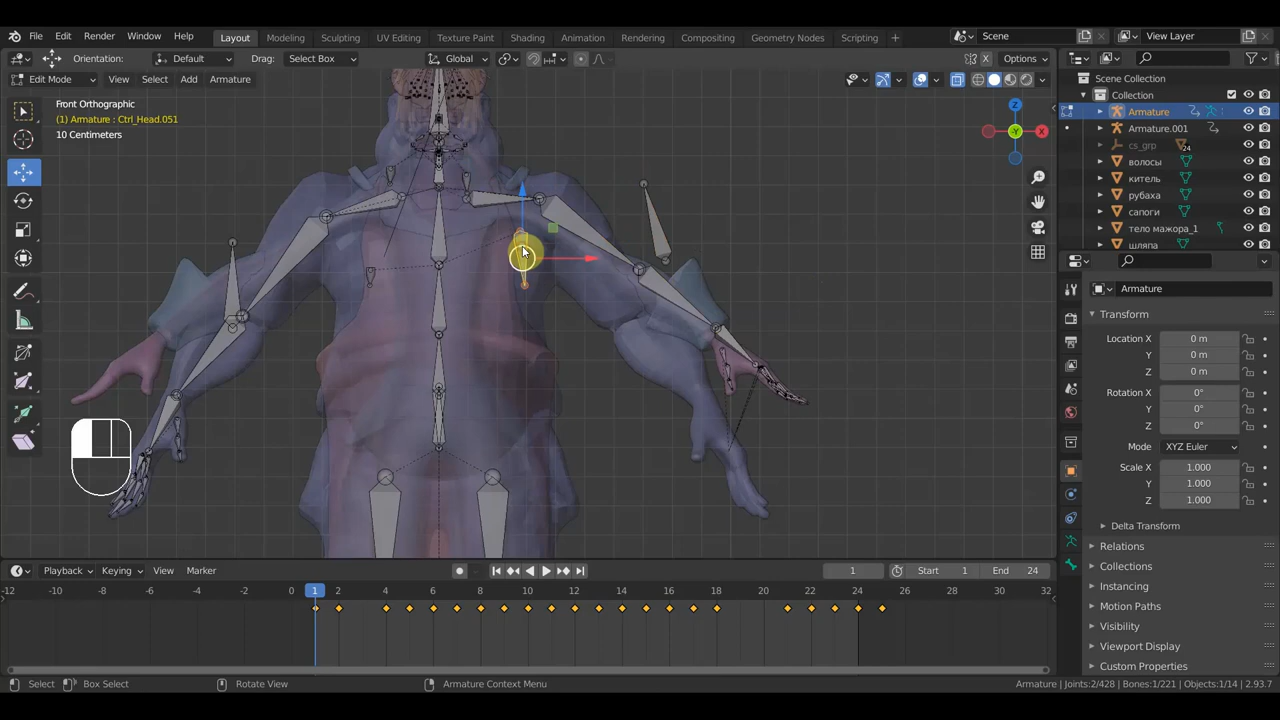 File Edit Render Window Help Layout Modeling Sculpting UV Editing Texture Paint Shading Animation Rendering Compositing Geometry Nodes Scripting + Scene View Layer
Orientation: Default Drag: Select Box Global Options
Edit Mode View Select Add Armature
Front Orthographic
(1) Armature : Ctrl_Head.051
10 Centimeters
Z
X
-Y
Scene Collection
Collection
Armature
Armature.001
cs_grp 24
волосы
китель
рубаха
сапоги
тело мажора_1
шляпа
Armature
Transform
Location X 0 m
Y 0 m
Z 0 m
Rotation X 0°
Y 0°
Z 0°
Mode XYZ Euler
Scale X 1.000
Y 1.000
Z 1.000
Delta Transform
Relations
Collections
Instancing
Motion Paths
Visibility
Viewport Display
Custom Properties
Playback Keying View Marker 1 Start 1 End 24
-12 -10 -8 -6 -4 -2 0 1 2 4 6 8 10 12 14 16 18 20 22 24 26 28 30 32
Select Box Select Rotate View Armature Context Menu Armature | Joints:2/428 | Bones:1/221 | Objects:1/14 | 2.93.7